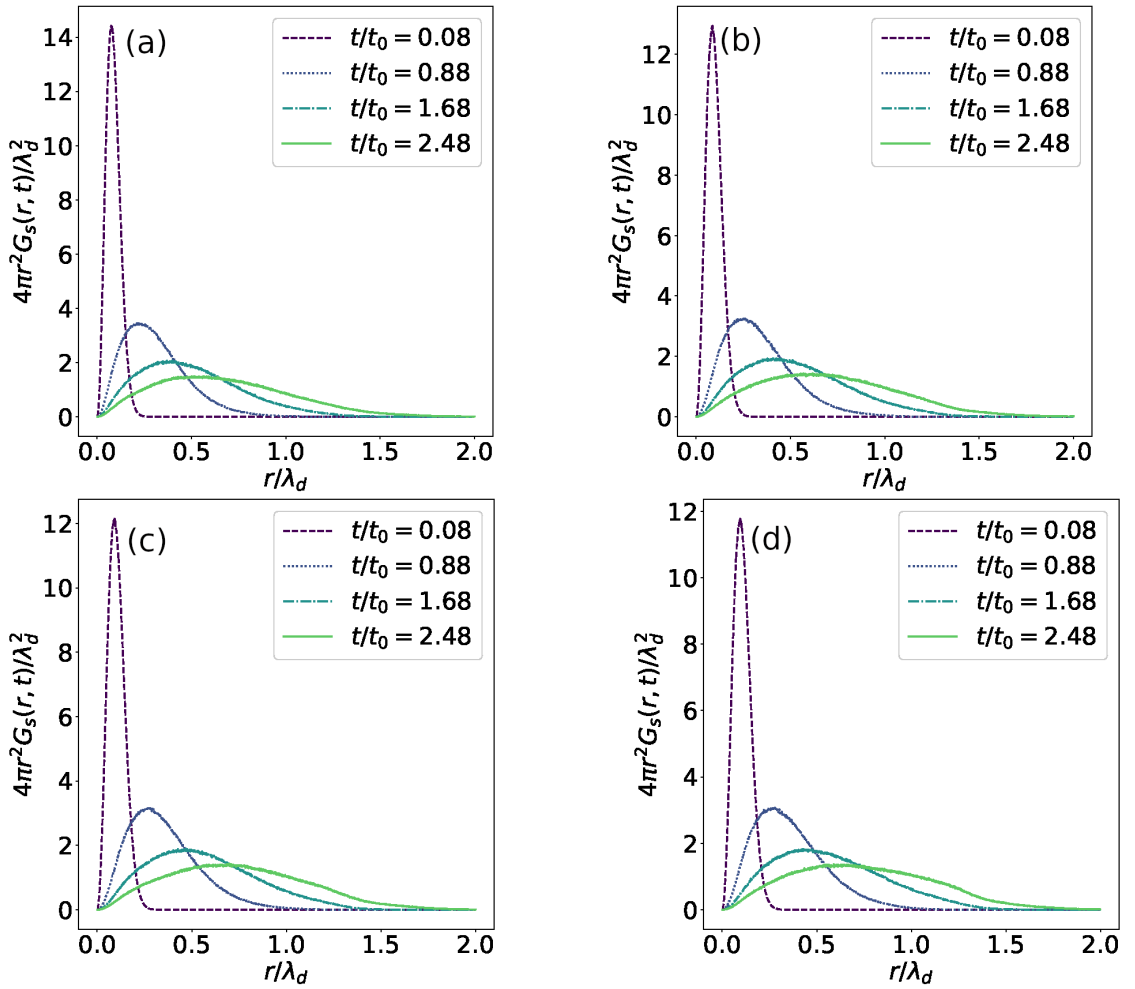 (a)
t/t₀ = 0.08
t/t₀ = 0.88
t/t₀ = 1.68
t/t₀ = 2.48
4πr²Gₛ(r, t)/λ_d²
14
12
10
8
6
4
2
0
0.0 0.5 1.0 1.5 2.0
r/λ_d
(b)
t/t₀ = 0.08
t/t₀ = 0.88
t/t₀ = 1.68
t/t₀ = 2.48
4πr²Gₛ(r, t)/λ_d²
12
10
8
6
4
2
0
0.0 0.5 1.0 1.5 2.0
r/λ_d
(c)
t/t₀ = 0.08
t/t₀ = 0.88
t/t₀ = 1.68
t/t₀ = 2.48
4πr²Gₛ(r, t)/λ_d²
12
10
8
6
4
2
0
0.0 0.5 1.0 1.5 2.0
r/λ_d
(d)
t/t₀ = 0.08
t/t₀ = 0.88
t/t₀ = 1.68
t/t₀ = 2.48
4πr²Gₛ(r, t)/λ_d²
12
10
8
6
4
2
0
0.0 0.5 1.0 1.5 2.0
r/λ_d